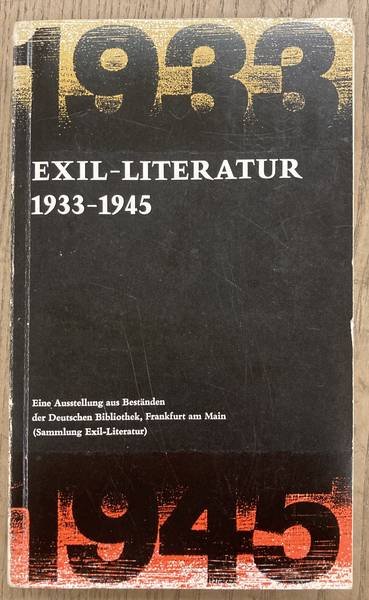 1933
EXIL-LITERATUR
1933-1945
Eine Ausstellung aus Beständen
der Deutschen Bibliothek, Frankfurt am Main
(Sammlung Exil-Literatur)
1945